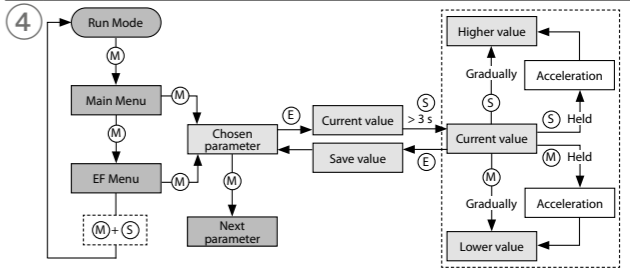 4
Run Mode
M
Main Menu
M
M
EF Menu
M
M + S
Chosen
parameter
M
Next
parameter
E
Current value
S
> 3 s
Save value
E
Higher value
Gradually
S
Acceleration
S Held
Current value
M Held
M
Gradually
Acceleration
Lower value